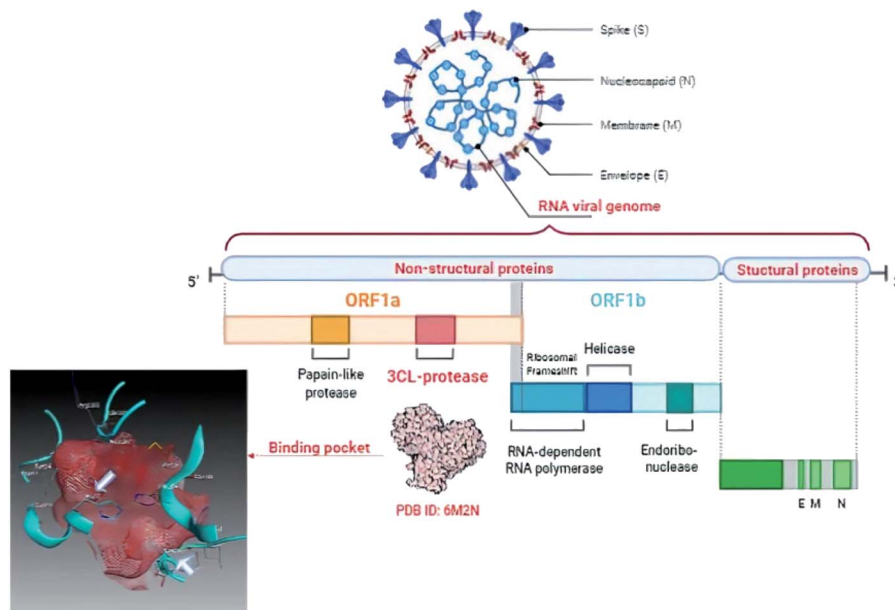 Spike (S)
Nucleocapsid (N)
Membrane (M)
Envelope (E)
RNA viral genome
5'
Non-structural proteins
Stuctural proteins
ORF1a
ORF1b
Papain-like
protease
3CL-protease
Ribosomal
Frameshift
Helicase
RNA-dependent
RNA polymerase
Endoribo-
nuclease
Binding pocket
PDB ID: 6M2N
E M N